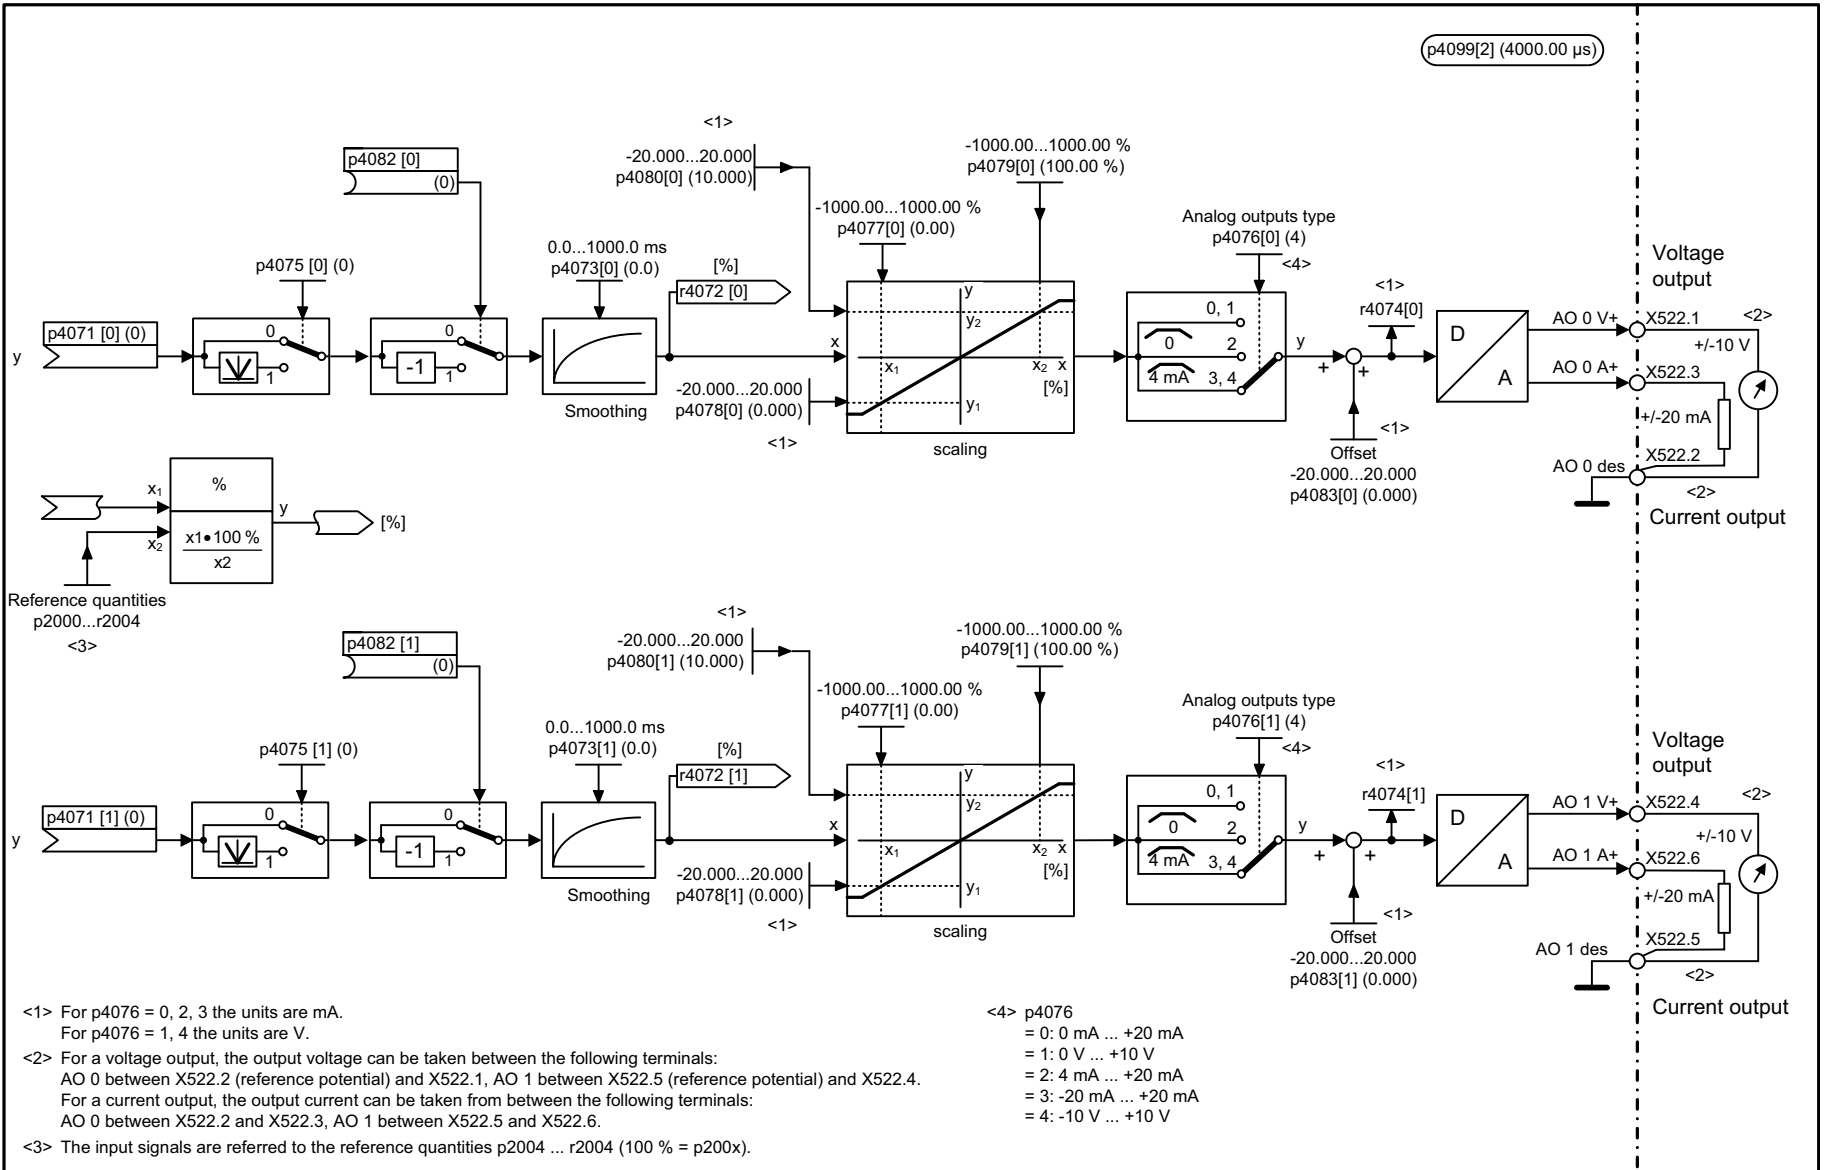 p4099[2] (4000.00 µs)
<1>
-20.000...20.000
p4080[0] (10.000)
-1000.00...1000.00 %
p4079[0] (100.00 %)
p4082 [0]
(0)
-1000.00...1000.00 %
p4077[0] (0.00)
Analog outputs type
p4076[0] (4)
<4>
p4075 [0] (0)
0.0...1000.0 ms
p4073[0] (0.0)
[%]
r4072 [0]
<1>
r4074[0]
Voltage
output
y
p4071 [0] (0)
0
1
0
-1
1
Smoothing
x
-20.000...20.000
p4078[0] (0.000)
<1>
y
y2
x1
x2
x
[%]
y1
scaling
0, 1
0
2
4 mA
3, 4
y
+
+
<1>
Offset
-20.000...20.000
p4083[0] (0.000)
D
A
AO 0 V+
X522.1
<2>
+/-10 V
AO 0 A+
X522.3
+/-20 mA
AO 0 des
X522.2
<2>
Current output
x1
x2
%
x1•100 %
x2
y
[%]
Reference quantities
p2000...r2004
<3>
<1>
-20.000...20.000
p4080[1] (10.000)
-1000.00...1000.00 %
p4079[1] (100.00 %)
p4082 [1]
(0)
-1000.00...1000.00 %
p4077[1] (0.00)
Analog outputs type
p4076[1] (4)
<4>
p4075 [1] (0)
0.0...1000.0 ms
p4073[1] (0.0)
[%]
r4072 [1]
<1>
r4074[1]
Voltage
output
y
p4071 [1] (0)
0
1
0
-1
1
Smoothing
x
-20.000...20.000
p4078[1] (0.000)
<1>
y
y2
x1
x2
x
[%]
y1
scaling
0, 1
0
2
4 mA
3, 4
y
+
+
<1>
Offset
-20.000...20.000
p4083[1] (0.000)
D
A
AO 1 V+
X522.4
<2>
+/-10 V
AO 1 A+
X522.6
+/-20 mA
AO 1 des
X522.5
<2>
Current output
<1> For p4076 = 0, 2, 3 the units are mA.
For p4076 = 1, 4 the units are V.
<2> For a voltage output, the output voltage can be taken between the following terminals:
AO 0 between X522.2 (reference potential) and X522.1, AO 1 between X522.5 (reference potential) and X522.4.
For a current output, the output current can be taken from between the following terminals:
AO 0 between X522.2 and X522.3, AO 1 between X522.5 and X522.6.
<3> The input signals are referred to the reference quantities p2004 ... r2004 (100 % = p200x).
<4> p4076
= 0: 0 mA ... +20 mA
= 1: 0 V ... +10 V
= 2: 4 mA ... +20 mA
= 3: -20 mA ... +20 mA
= 4: -10 V ... +10 V